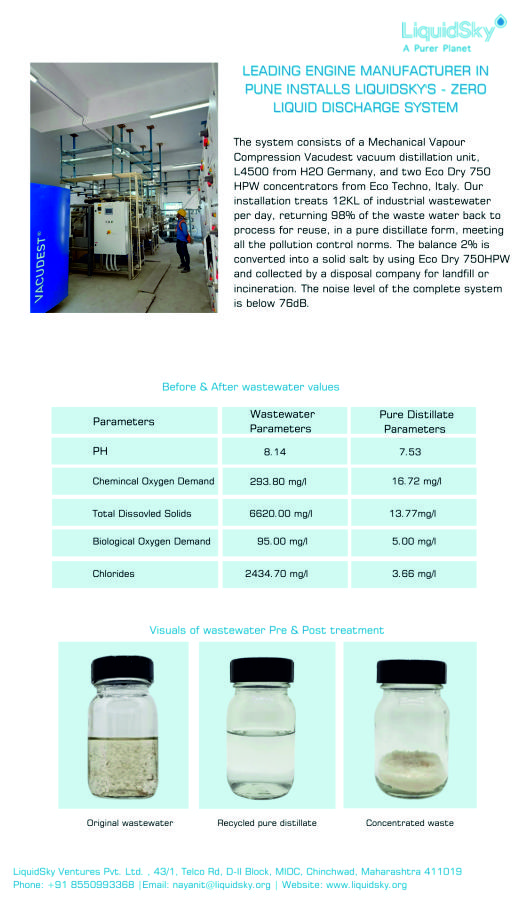 LiquidSky
A Purer Planet
LEADING ENGINE MANUFACTURER IN
PUNE INSTALLS LIQUIDSKY'S - ZERO
LIQUID DISCHARGE SYSTEM
The system consists of a Mechanical Vapour
Compression Vacudest vacuum distillation unit,
L4500 from H2O Germany, and two Eco Dry 750
HPW concentrators from Eco Techno, Italy. Our
installation treats 12KL of industrial wastewater
per day, returning 98% of the waste water back to
process for reuse, in a pure distillate form, meeting
all the pollution control norms. The balance 2% is
converted into a solid salt by using Eco Dry 750HPW
and collected by a disposal company for landfill or
incineration. The noise level of the complete system
is below 76dB.
VACUDEST®
Before & After wastewater values
Parameters Wastewater Parameters Pure Distillate Parameters
PH 8.14 7.53
Chemincal Oxygen Demand 293.80 mg/l 16.72 mg/l
Total Dissovled Solids 6620.00 mg/l 13.77mg/l
Biological Oxygen Demand 95.00 mg/l 5.00 mg/l
Chlorides 2434.70 mg/l 3.66 mg/l
Visuals of wastewater Pre & Post treatment
Original wastewater Recycled pure distillate Concentrated waste
LiquidSky Ventures Pvt. Ltd. , 43/1, Telco Rd, D-II Block, MIDC, Chinchwad, Maharashtra 411019
Phone: +91 8550993368 |Email: nayanit@liquidsky.org | Website: www.liquidsky.org